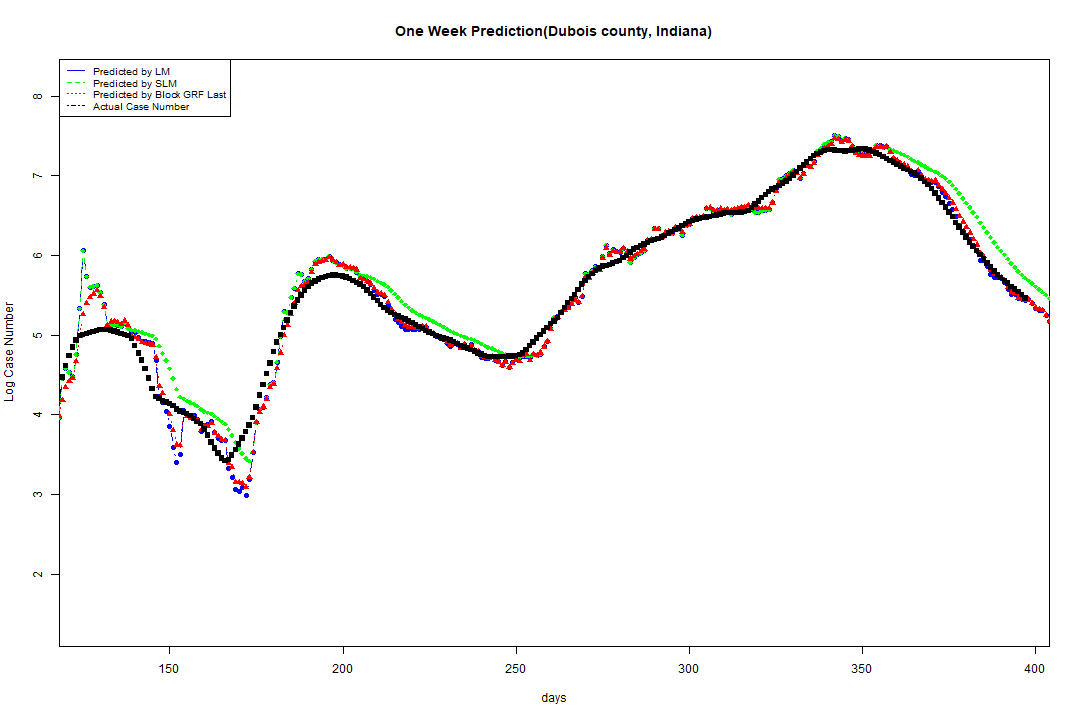 One Week Prediction(Dubois county, Indiana)
Predicted by LM
Predicted by SLM
Predicted by Block GRF Last
Actual Case Number
8
7
6
5
4
3
2
Log Case Number
150 200 250 300 350 400
days